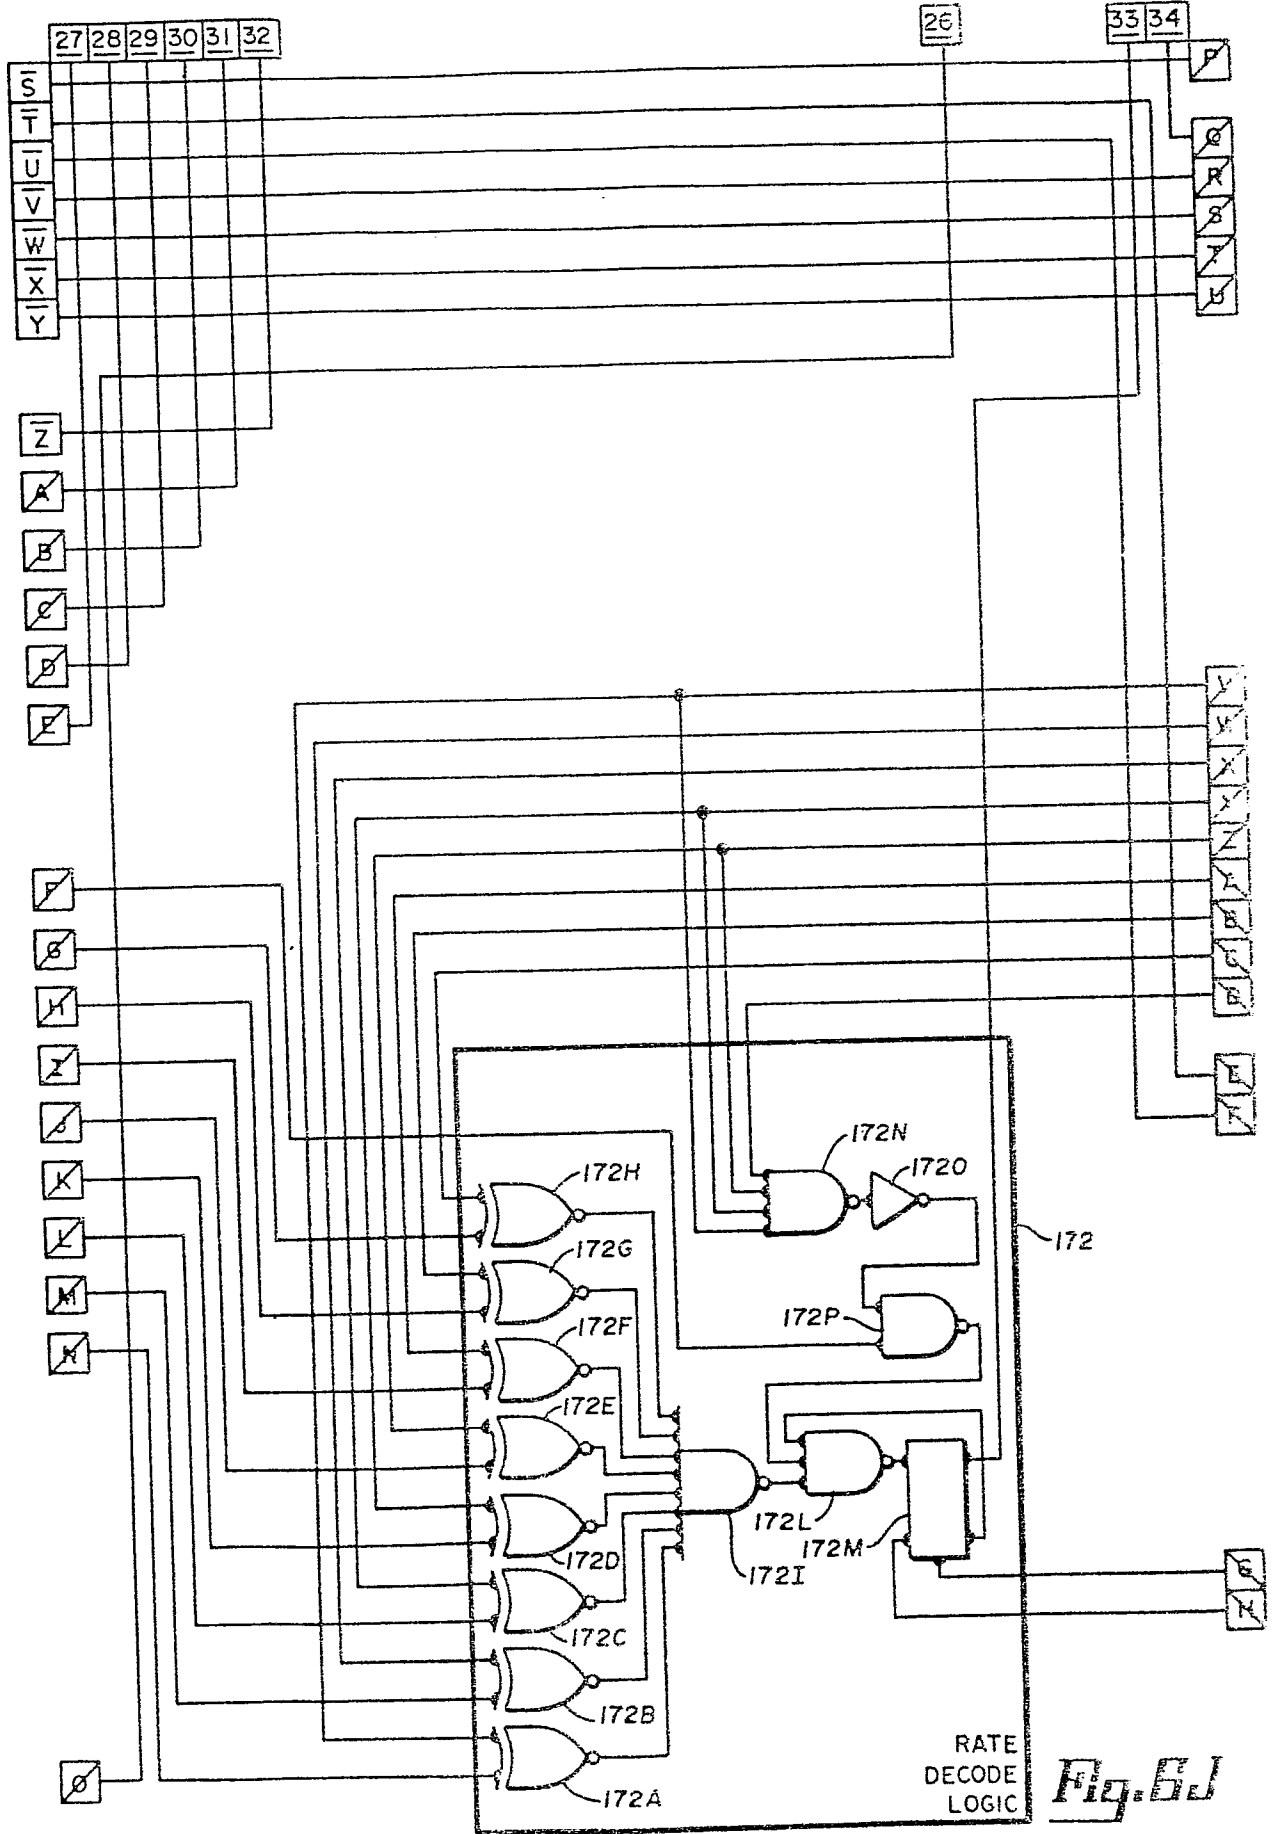 27 28 29 30 31 32
26
33 34
S̅
T̅
U̅
V̅
W̅
X̅
Y̅
P
Q
R
S
T
U
Z̅
A
B
C
D
E
V
X
Y
Z
F
G
H
I
J
K
L
M
N
O
B
C
D
E
F
G
H
172N
172O
172H
172
172G
172P
172F
172E
172L
172D
172M
172I
172C
172B
172A
RATE
DECODE
LOGIC
Fig. 6J